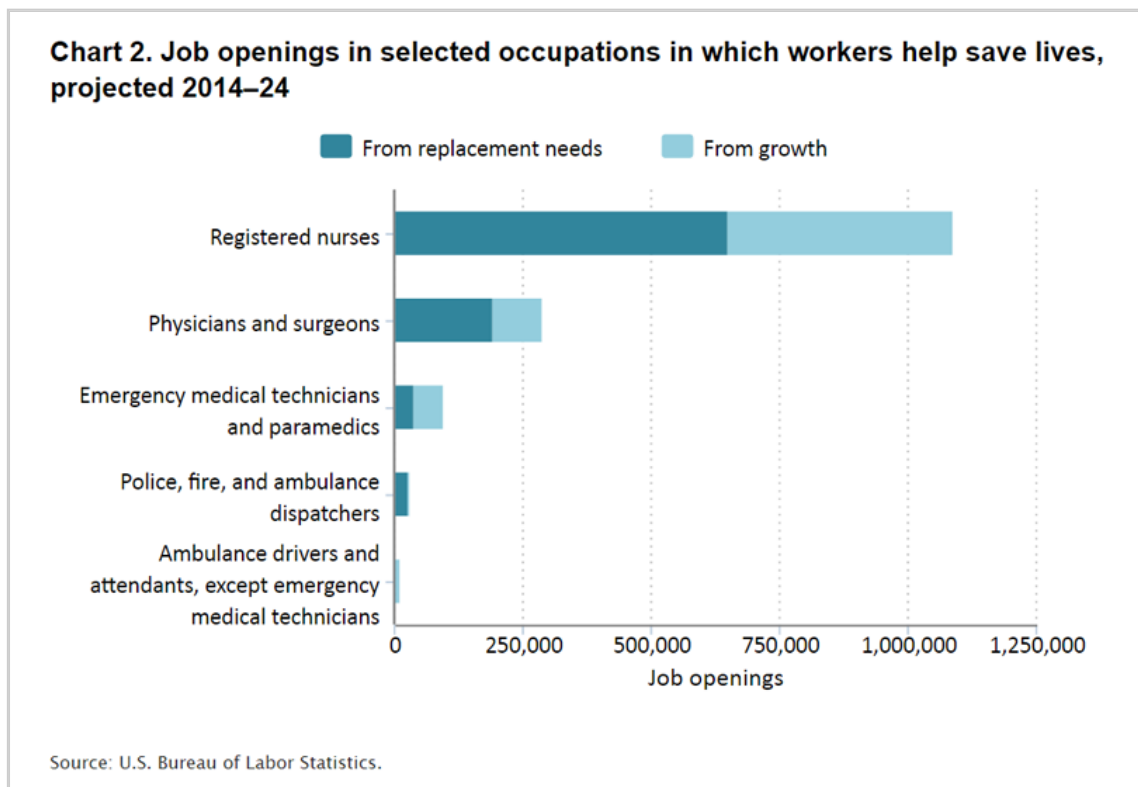 Chart 2. Job openings in selected occupations in which workers help save lives,
projected 2014–24
From replacement needs
From growth
Registered nurses
Physicians and surgeons
Emergency medical technicians
and paramedics
Police, fire, and ambulance
dispatchers
Ambulance drivers and
attendants, except emergency
medical technicians
0
250,000
500,000
750,000
1,000,000
1,250,000
Job openings
Source: U.S. Bureau of Labor Statistics.